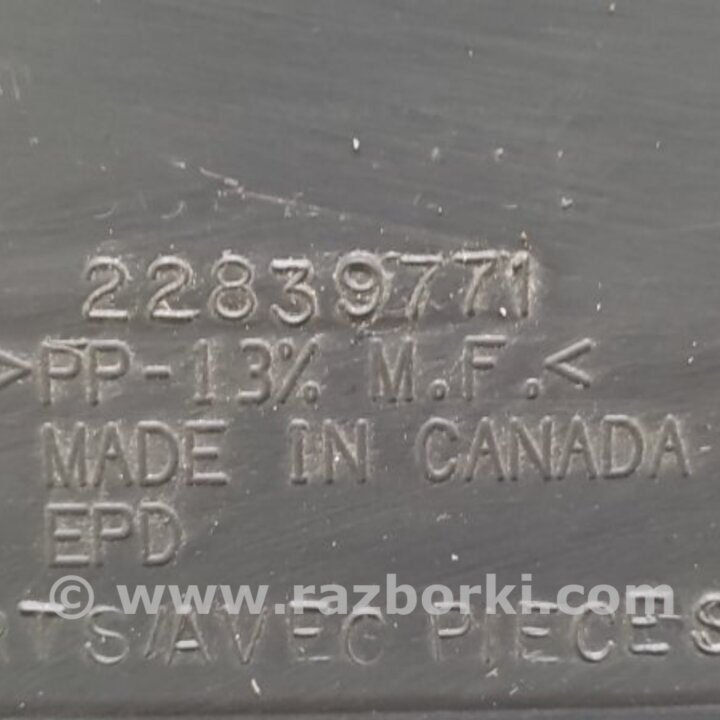 22839771
>PP-13% M.F.<
MADE IN CANADA
EPD
© www.razborki.com
RTS/AVEC PIECES